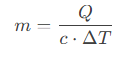 m = Q / (c · ΔT)